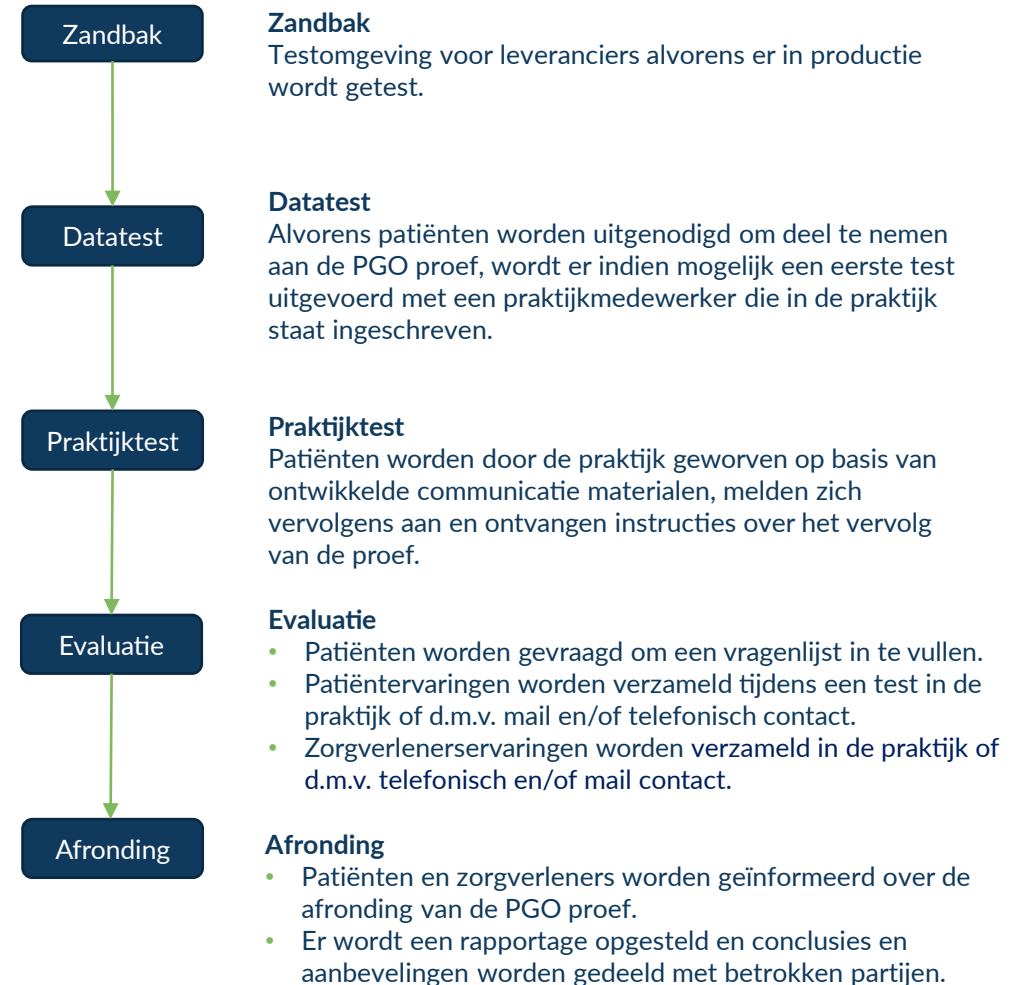 Zandbak
Zandbak
Testomgeving voor leveranciers alvorens er in productie
wordt getest.
Datatest
Datatest
Alvorens patiënten worden uitgenodigd om deel te nemen
aan de PGO proef, wordt er indien mogelijk een eerste test
uitgevoerd met een praktijkmedewerker die in de praktijk
staat ingeschreven.
Praktijktest
Praktijktest
Patiënten worden door de praktijk geworven op basis van
ontwikkelde communicatie materialen, melden zich
vervolgens aan en ontvangen instructies over het vervolg
van de proef.
Evaluatie
Evaluatie
• Patiënten worden gevraagd om een vragenlijst in te vullen.
• Patiëntervaringen worden verzameld tijdens een test in de
praktijk of d.m.v. mail en/of telefonisch contact.
• Zorgverlenerservaringen worden verzameld in de praktijk of
d.m.v. telefonisch en/of mail contact.
Afronding
Afronding
• Patiënten en zorgverleners worden geïnformeerd over de
afronding van de PGO proef.
• Er wordt een rapportage opgesteld en conclusies en
aanbevelingen worden gedeeld met betrokken partijen.